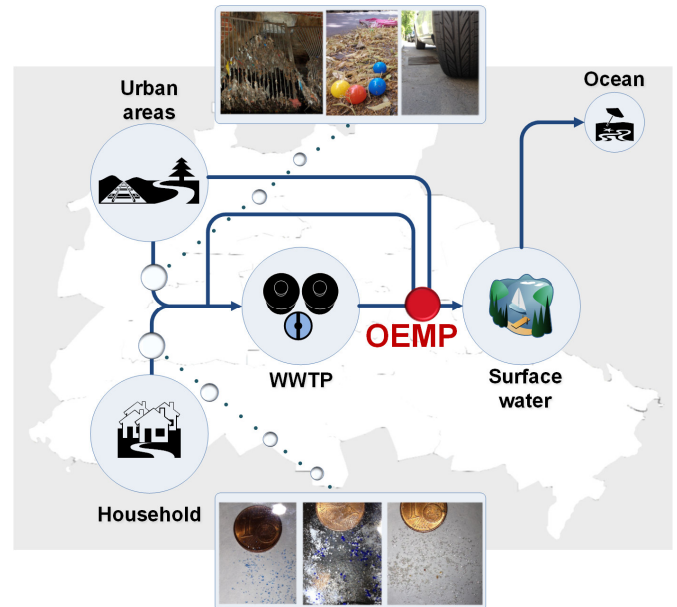 Urban
areas
Ocean
OEMP
WWTP
Surface
water
Household